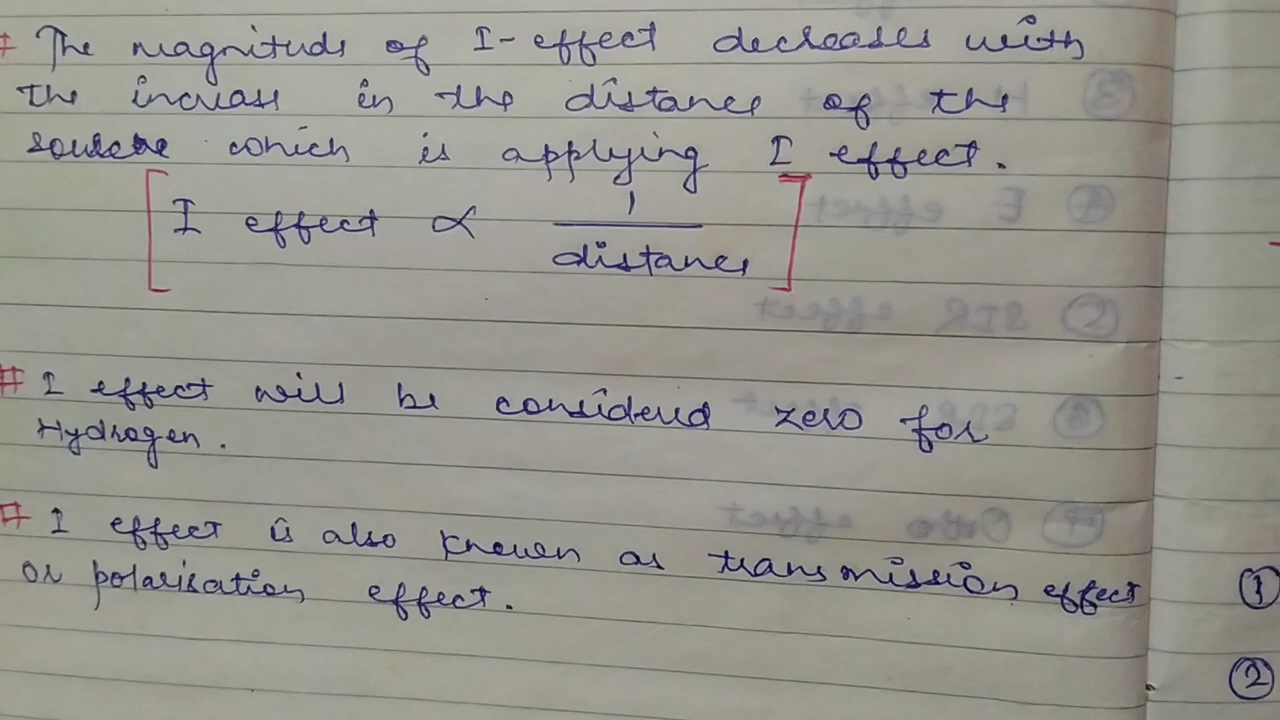 # The magnitude of I-effect decreases with
the increase in the distance of the
source which is applying I effect.
[ I effect ∝ 1 / distance ]
# I effect will be considered zero for
Hydrogen.
# I effect is also known as transmission effect
or polarisation effect.
①
②